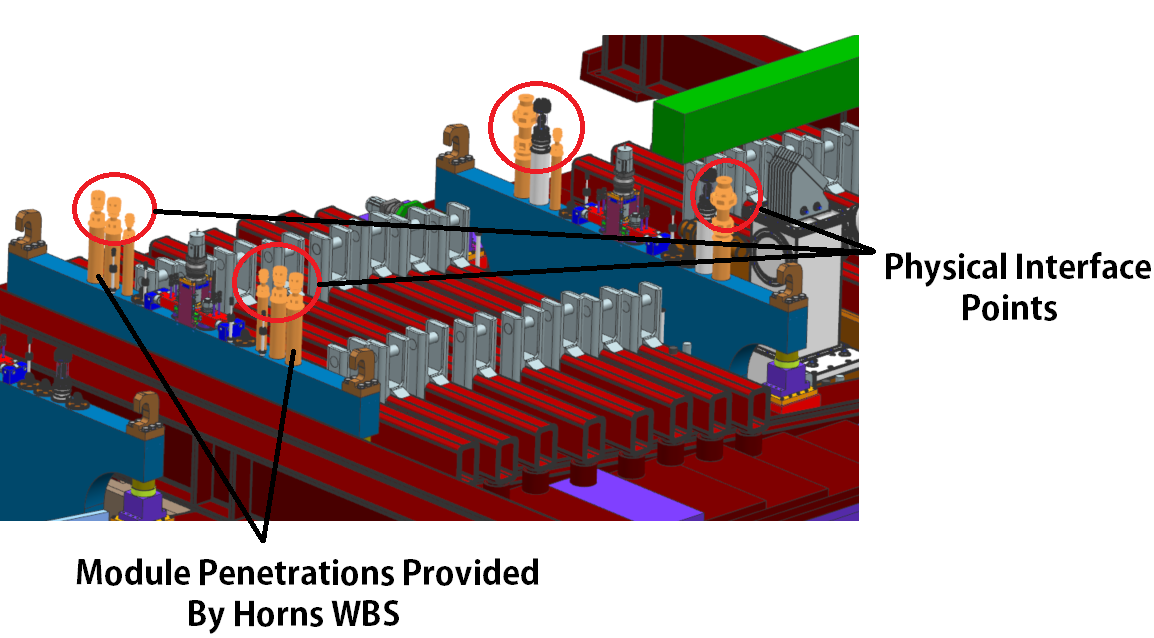 Physical Interface
Points
Module Penetrations Provided
By Horns WBS